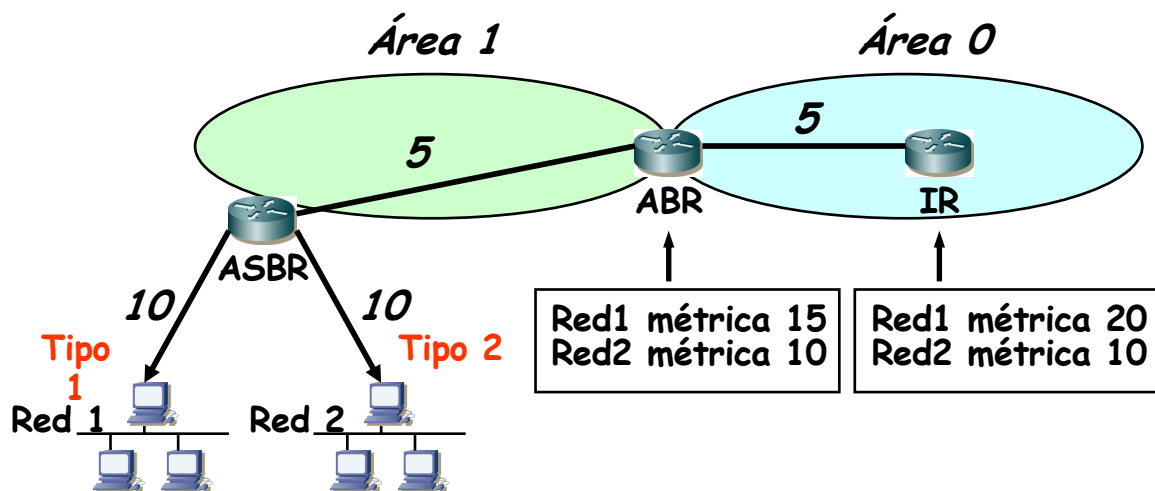 Área 1
Área 0
5
5
ABR
IR
ASBR
10
10
Tipo
1
Tipo 2
Red 1
Red 2
Red1 métrica 15
Red2 métrica 10
Red1 métrica 20
Red2 métrica 10